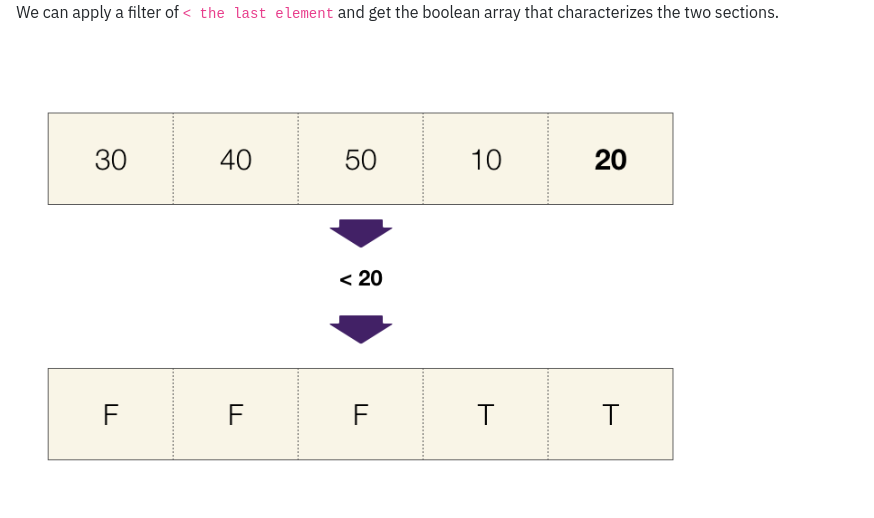 We can apply a filter of < the last element and get the boolean array that characterizes the two sections.
30 40 50 10 20
< 20
F F F T T